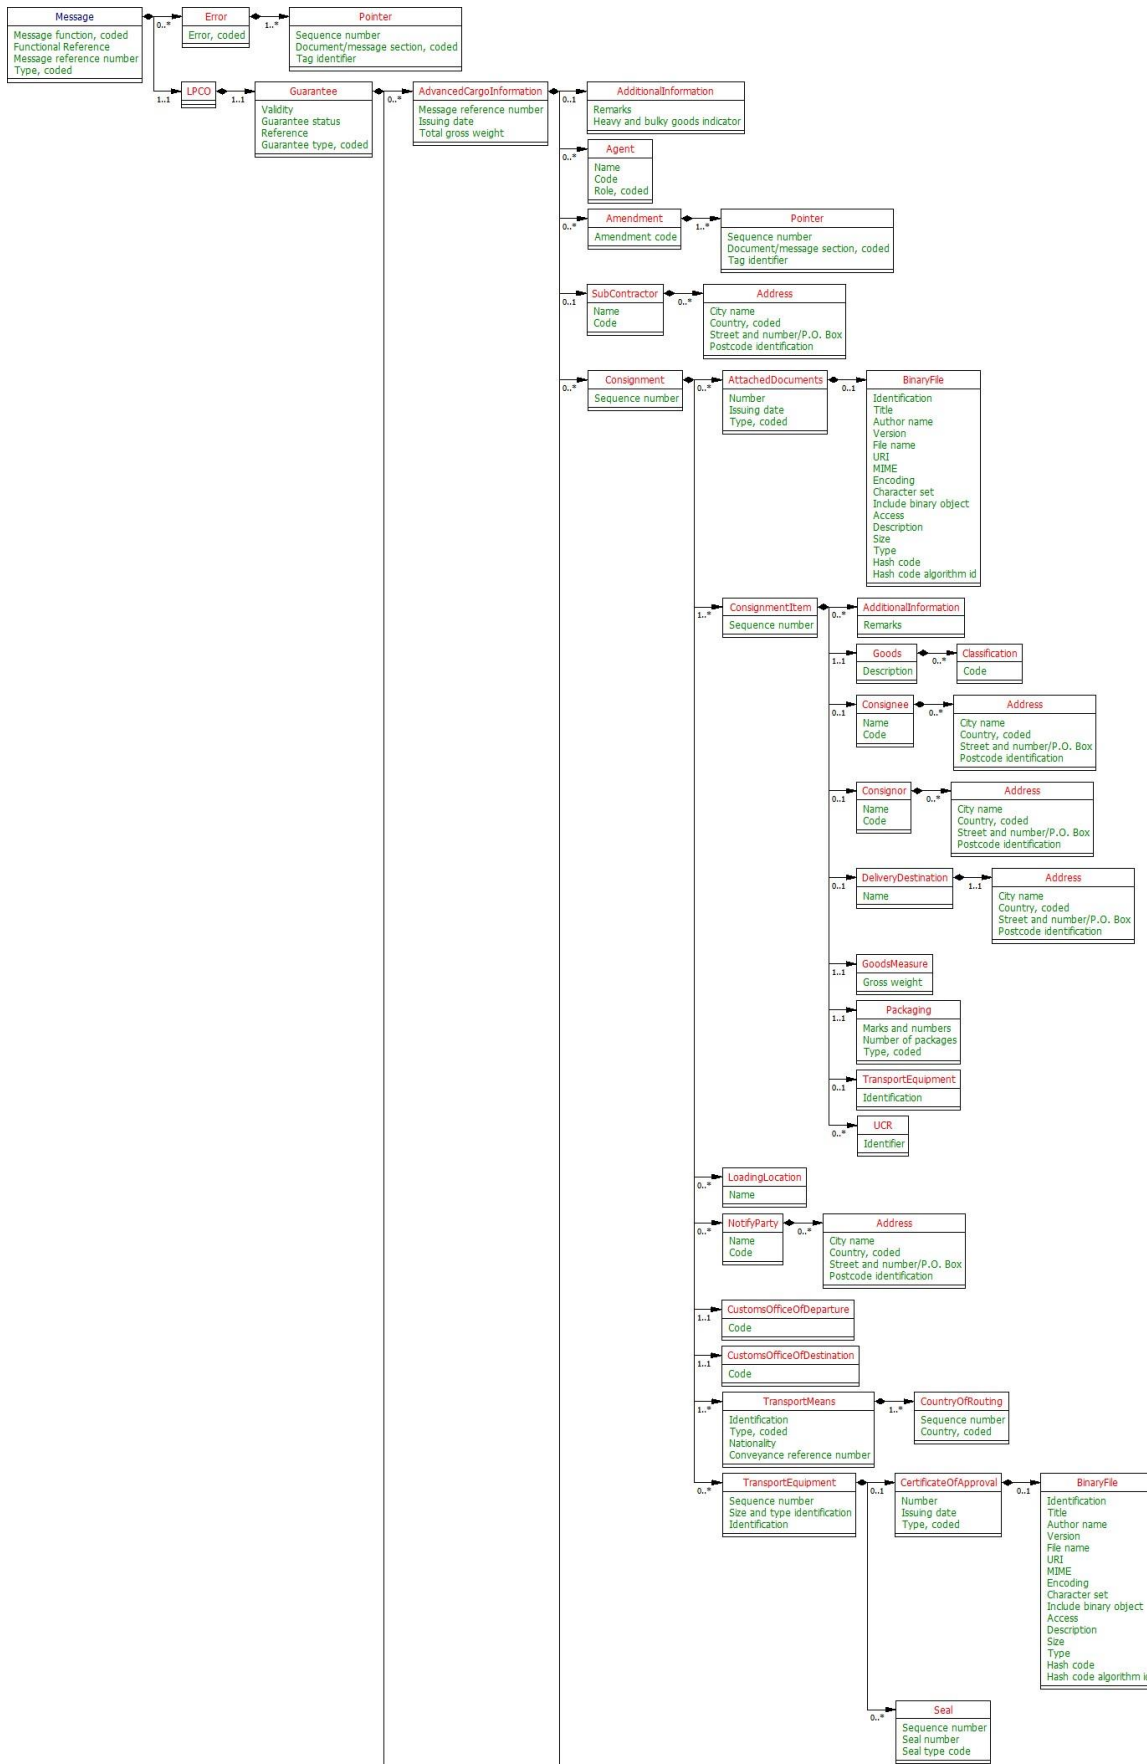 Message
Message function, coded
Functional Reference
Message reference number
Type, coded
0..*
Error
Error, coded
1..*
Pointer
Sequence number
Document/message section, coded
Tag identifier
1..1
LPCO
1..1
Guarantee
Validity
Guarantee status
Reference
Guarantee type, coded
0..*
AdvancedCargoInformation
Message reference number
Issuing date
Total gross weight
0..1
AdditionalInformation
Remarks
Heavy and bulky goods indicator
0..*
Agent
Name
Code
Role, coded
0..*
Amendment
Amendment code
1..*
Pointer
Sequence number
Document/message section, coded
Tag identifier
0..1
SubContractor
Name
Code
0..*
Address
City name
Country, coded
Street and number/P.O. Box
Postcode identification
0..*
Consignment
Sequence number
0..*
AttachedDocuments
Number
Issuing date
Type, coded
0..1
BinaryFile
Identification
Title
Author name
Version
File name
URI
MIME
Encoding
Character set
Include binary object
Access
Description
Size
Type
Hash code
Hash code algorithm id
1..*
ConsignmentItem
Sequence number
0..*
AdditionalInformation
Remarks
1..1
Goods
Description
0..*
Classification
Code
0..1
Consignee
Name
Code
0..*
Address
City name
Country, coded
Street and number/P.O. Box
Postcode identification
0..1
Consignor
Name
Code
0..*
Address
City name
Country, coded
Street and number/P.O. Box
Postcode identification
0..1
DeliveryDestination
Name
1..1
Address
City name
Country, coded
Street and number/P.O. Box
Postcode identification
1..1
GoodsMeasure
Gross weight
1..1
Packaging
Marks and numbers
Number of packages
Type, coded
0..1
TransportEquipment
Identification
0..*
UCR
Identifier
0..*
LoadingLocation
Name
0..*
NotifyParty
Name
Code
0..*
Address
City name
Country, coded
Street and number/P.O. Box
Postcode identification
1..1
CustomsOfficeOfDeparture
Code
1..1
CustomsOfficeOfDestination
Code
1..*
TransportMeans
Identification
Type, coded
Nationality
Conveyance reference number
1..*
CountryOfRouting
Sequence number
Country, coded
0..*
TransportEquipment
Sequence number
Size and type identification
Identification
0..1
CertificateOfApproval
Number
Issuing date
Type, coded
0..1
BinaryFile
Identification
Title
Author name
Version
File name
URI
MIME
Encoding
Character set
Include binary object
Access
Description
Size
Type
Hash code
Hash code algorithm id
0..*
Seal
Sequence number
Seal number
Seal type code